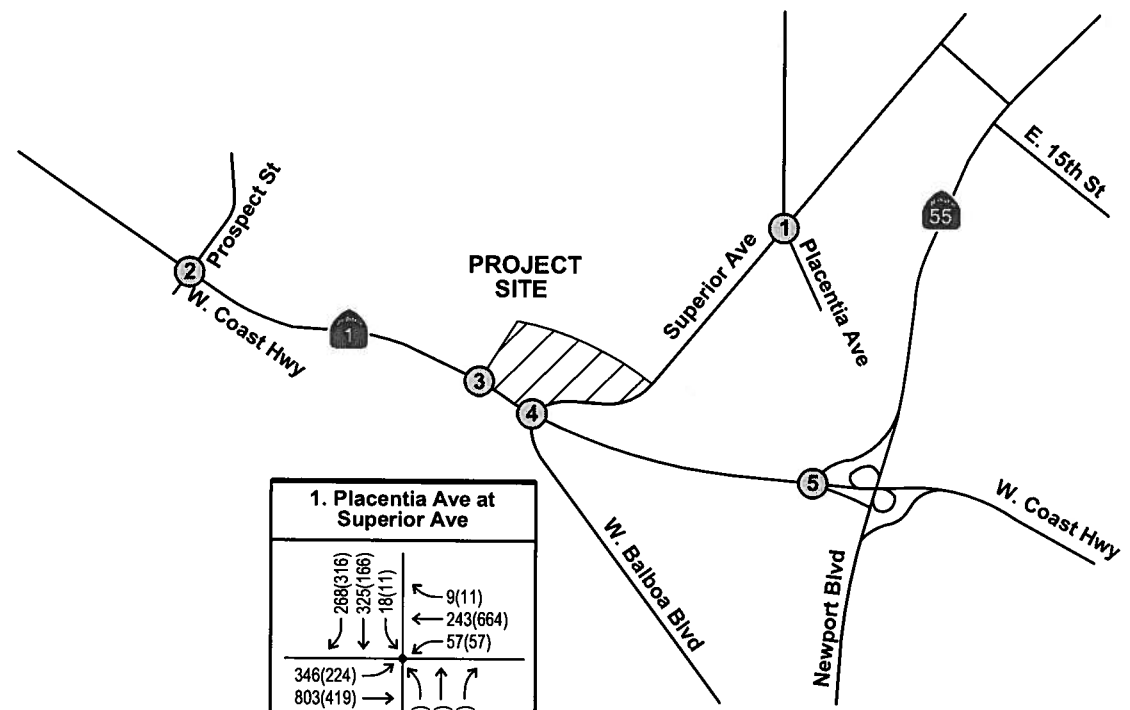 E. 15th St
55
Prospect St
1
Placentia Ave
Superior Ave
2
PROJECT
SITE
W. Coast Hwy
1
3
4
5
W. Coast Hwy
W. Balboa Blvd
Newport Blvd
1. Placentia Ave at
Superior Ave
268(316)
325(166)
18(11)
9(11)
243(664)
57(57)
346(224)
803(419)